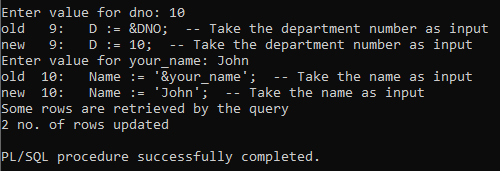 Enter value for dno: 10
old   9:   D := &DNO;  -- Take the department number as input
new   9:   D := 10;  -- Take the department number as input
Enter value for your_name: John
old  10:   Name := '&your_name';  -- Take the name as input
new  10:   Name := 'John';  -- Take the name as input
Some rows are retrieved by the query
2 no. of rows updated
PL/SQL procedure successfully completed.